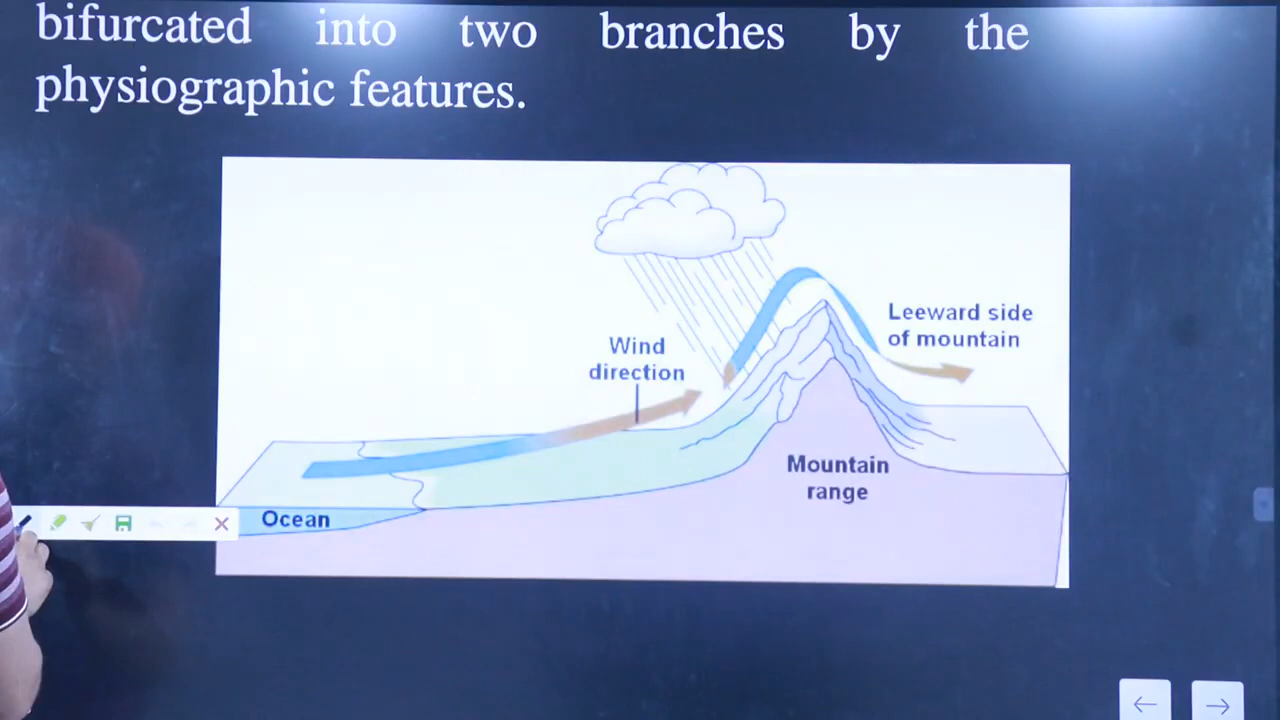 bifurcated into two branches by the
physiographic features.
Leeward side
of mountain
Wind
direction
Mountain
range
Ocean